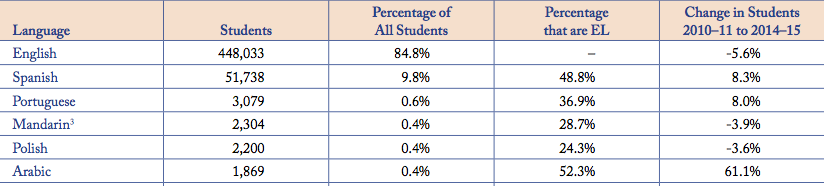 Percentage of Percentage Change in Students
Language Students All Students that are EL 2010–11 to 2014–15
English 448,033 84.8% – -5.6%
Spanish 51,738 9.8% 48.8% 8.3%
Portuguese 3,079 0.6% 36.9% 8.0%
Mandarin³ 2,304 0.4% 28.7% -3.9%
Polish 2,200 0.4% 24.3% -3.6%
Arabic 1,869 0.4% 52.3% 61.1%